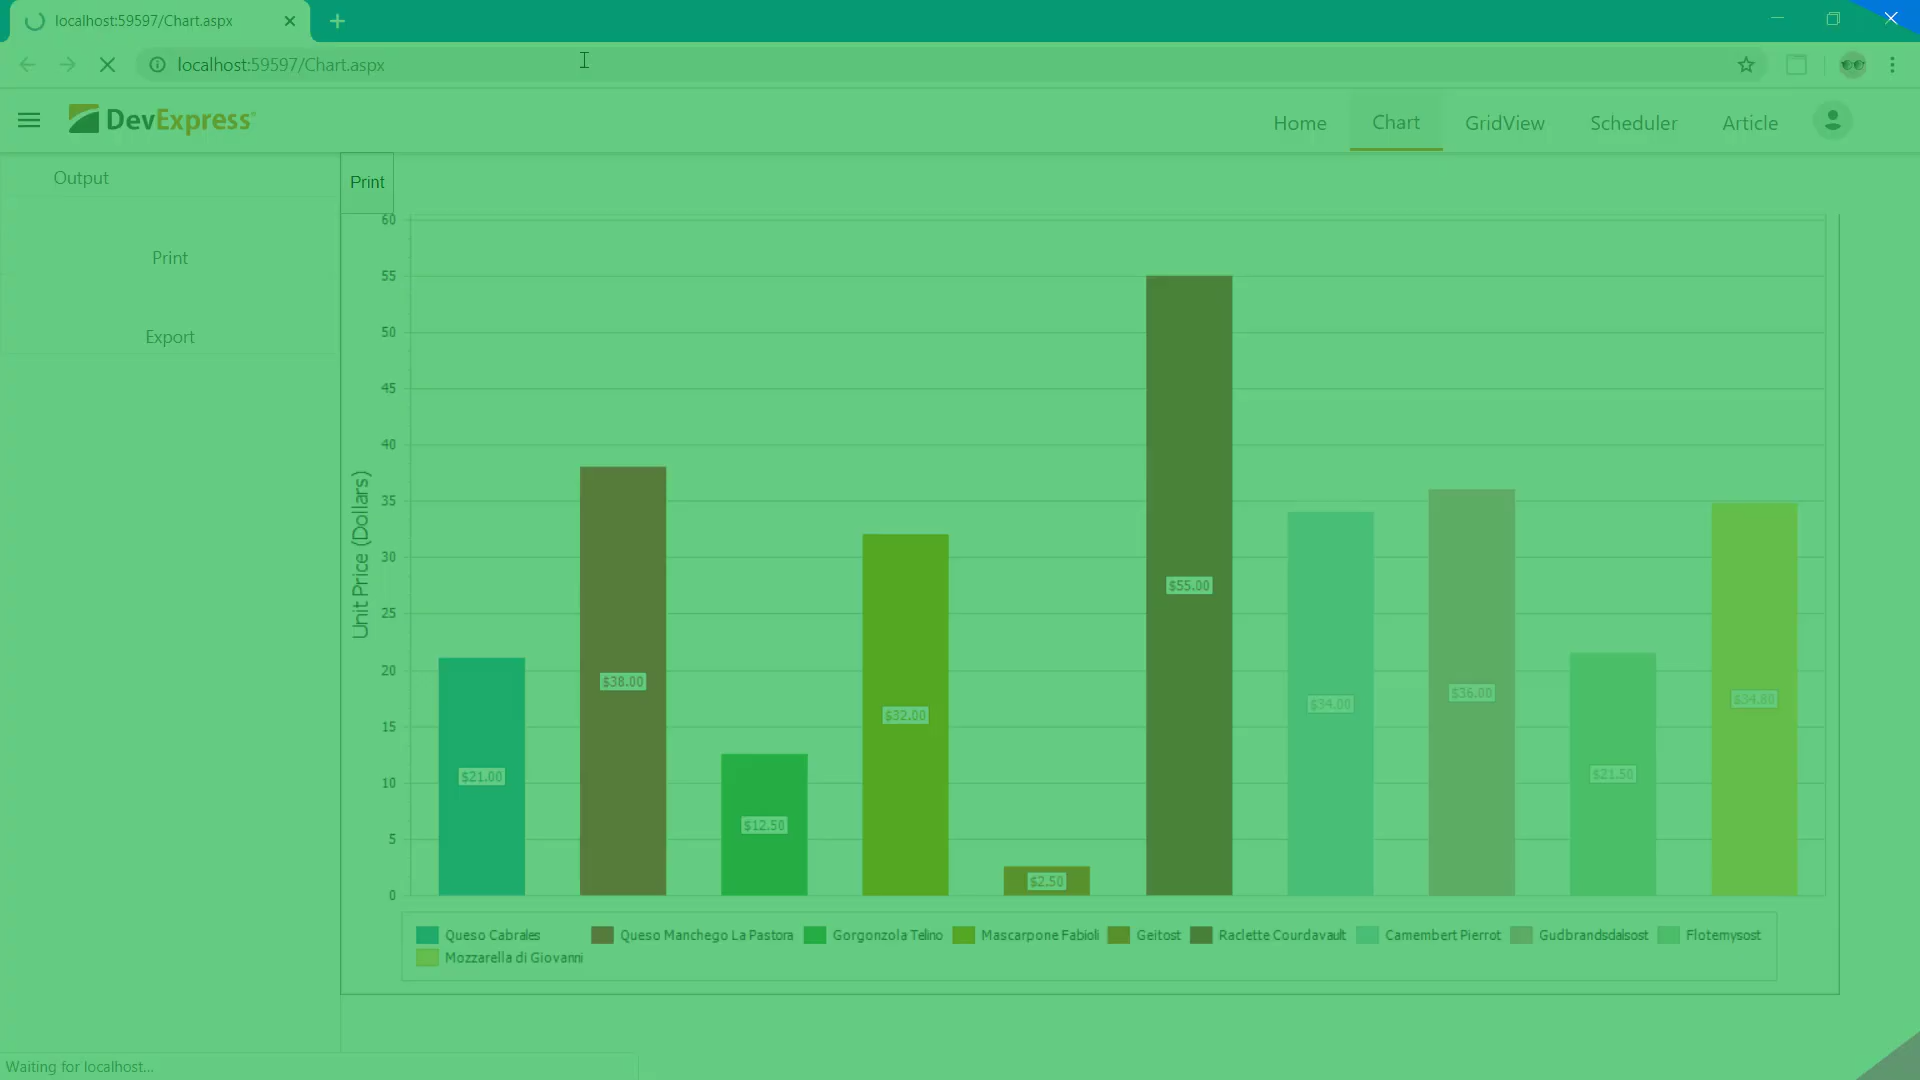 localhost:59597/Chart.aspx
localhost:59597/Chart.aspx
DevExpress
Home Chart GridView Scheduler Article
Output
Print
Export
Print
60
55
50
45
40
35
30
25
20
15
10
5
0
Unit Price (Dollars)
$21.00
$38.00
$12.50
$32.00
$2.50
$55.00
$34.00
$36.00
$21.50
$34.80
Queso Cabrales Queso Manchego La Pastora Gorgonzola Telino Mascarpone Fabioli Geitost Raclette Courdavault Camembert Pierrot Gudbrandsdalsost Flotemysost
Mozzarella di Giovanni
Waiting for localhost...